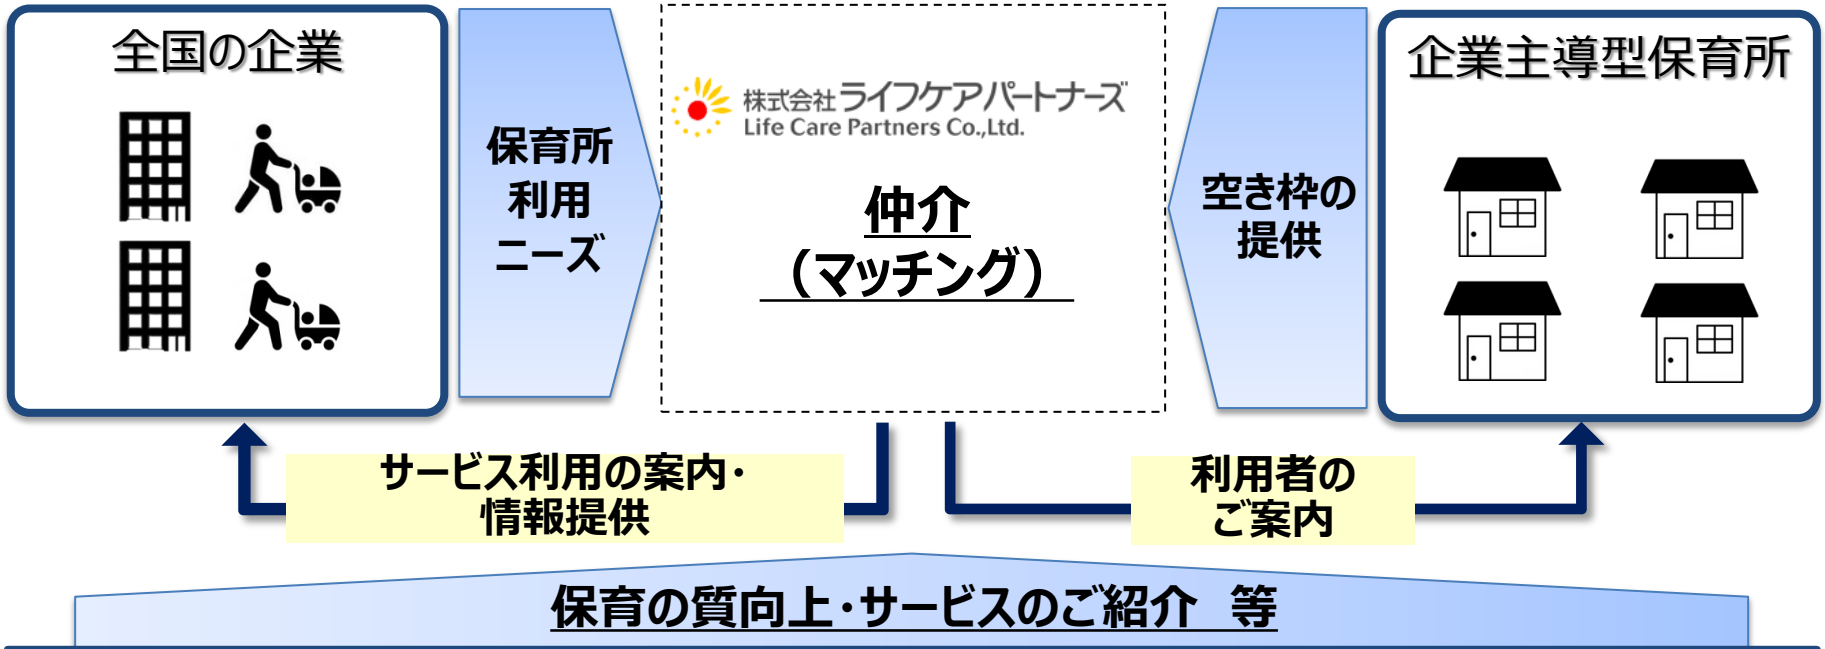 全国の企業
保育所
利用
ニーズ
株式会社ライフケアパートナーズ
Life Care Partners Co.,Ltd.
仲介
（マッチング）
空き枠の
提供
企業主導型保育所
サービス利用の案内・
情報提供
利用者の
ご案内
保育の質向上・サービスのご紹介　等